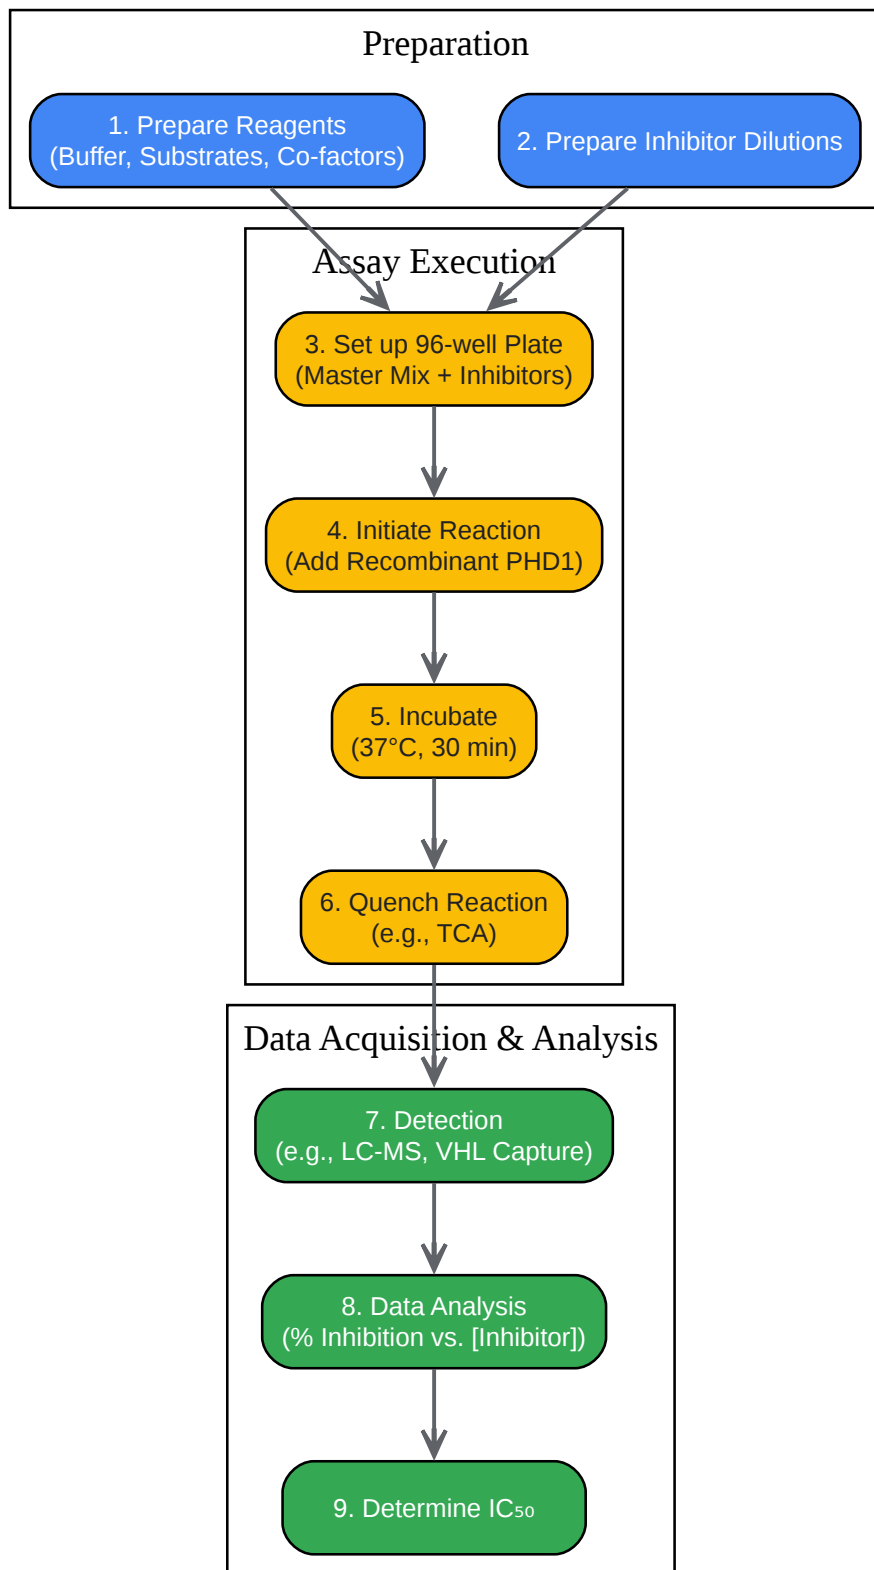 Preparation
1. Prepare Reagents
(Buffer, Substrates, Co-factors)
2. Prepare Inhibitor Dilutions
Assay Execution
3. Set up 96-well Plate
(Master Mix + Inhibitors)
4. Initiate Reaction
(Add Recombinant PHD1)
5. Incubate
(37°C, 30 min)
6. Quench Reaction
(e.g., TCA)
Data Acquisition & Analysis
7. Detection
(e.g., LC-MS, VHL Capture)
8. Data Analysis
(% Inhibition vs. [Inhibitor])
9. Determine IC₅₀